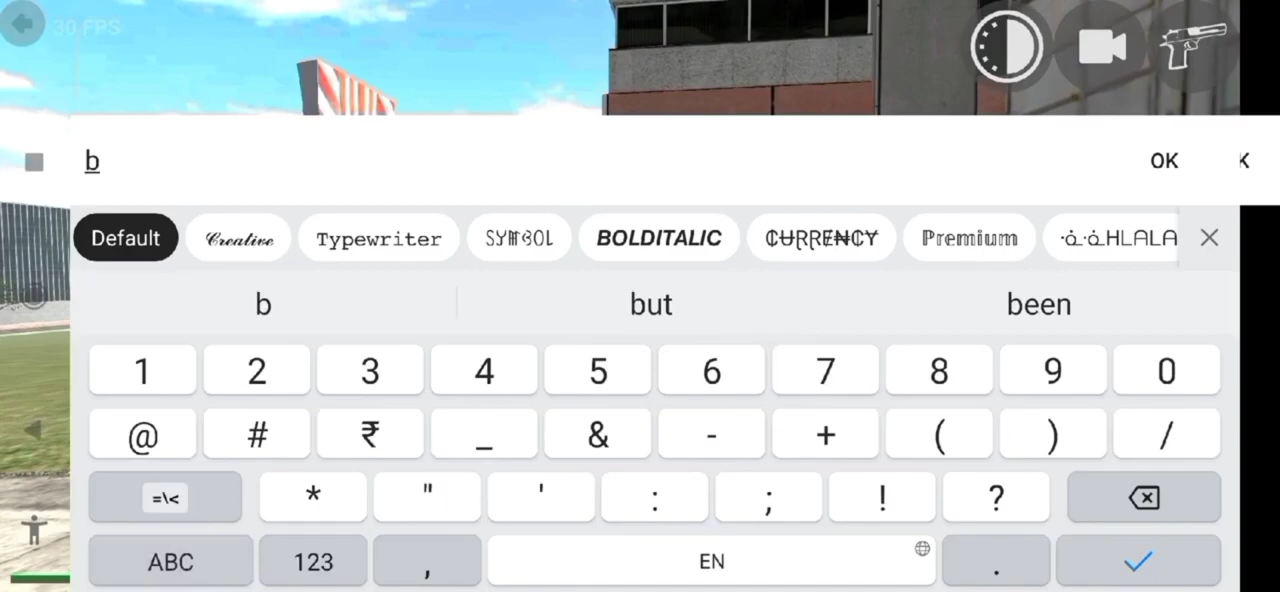 30 FPS
b
OK
K
Default Creative Typewriter SYMBOL BOLDITALIC CURRENCY Premium ·ȧ·ȧHLALA
b but been
1 2 3 4 5 6 7 8 9 0
@ # ₹ _ & - + ( ) /
=\< * " ' : ; ! ?
ABC 123 , EN .